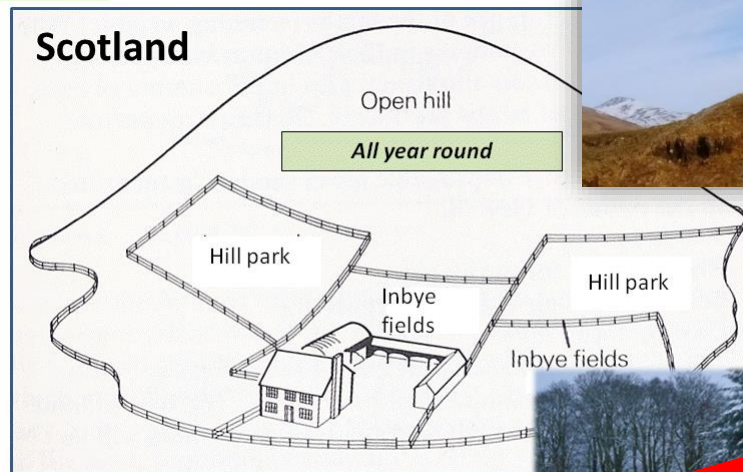 Scotland
Open hill
All year round
Hill park
Hill park
Inbye
fields
Inbye fields